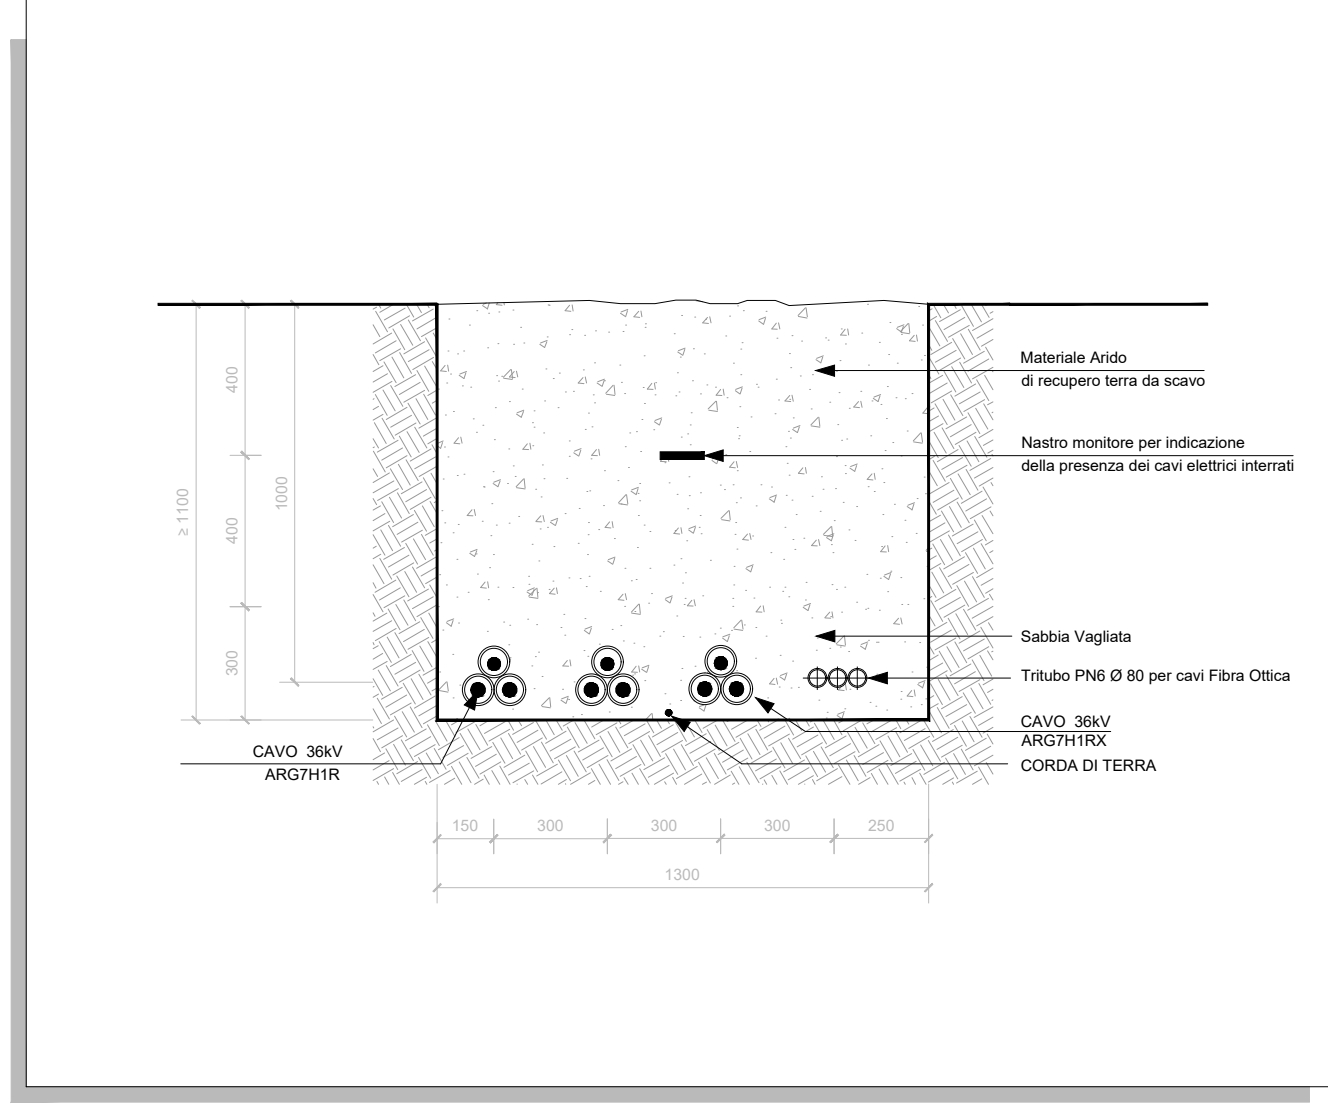 Materiale Arido
di recupero terra da scavo
Nastro monitore per indicazione
della presenza dei cavi elettrici interrati
Sabbia Vagliata
Tritubo PN6 Ø 80 per cavi Fibra Ottica
CAVO 36kV
ARG7H1RX
CORDA DI TERRA
CAVO 36kV
ARG7H1R
≥ 1100
400
400
300
1000
150
300
300
300
250
1300